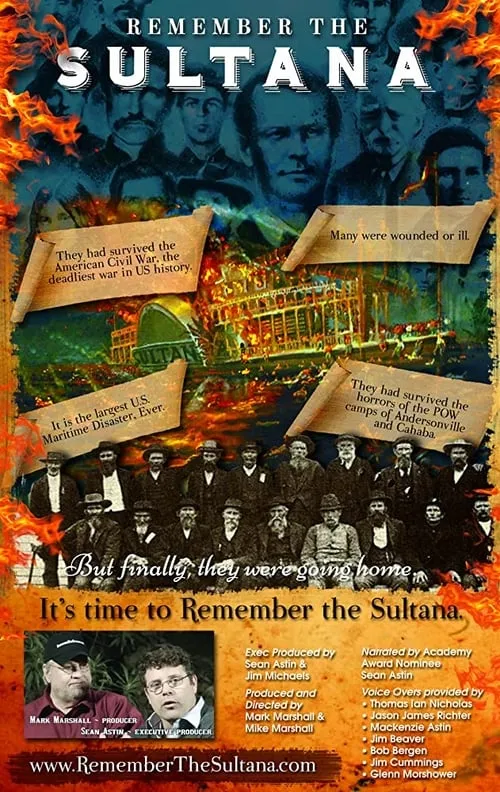 REMEMBER THE
SULTANA
They had survived the
American Civil War, the
deadliest war in US history.
Many were wounded or ill.
SULTANA
It is the largest U.S.
Maritime Disaster, Ever.
They had survived the
horrors of the POW
camps of Andersonville
and Cahaba.
But finally, they were going home
It's time to Remember the Sultana.
MARK MARSHALL ~ PRODUCER
SEAN ASTIN ~ EXECUTIVE PRODUCER
www.RememberTheSultana.com
Exec Produced by
Sean Astin &
Jim Michaels
Produced and
Directed by
Mark Marshall &
Mike Marshall
Narrated by Academy
Award Nominee
Sean Astin
Voice Overs provided by
• Thomas Ian Nicholas
• Jason James Richter
• Mackenzie Astin
• Jim Beaver
• Bob Bergen
• Jim Cummings
• Glenn Morshower